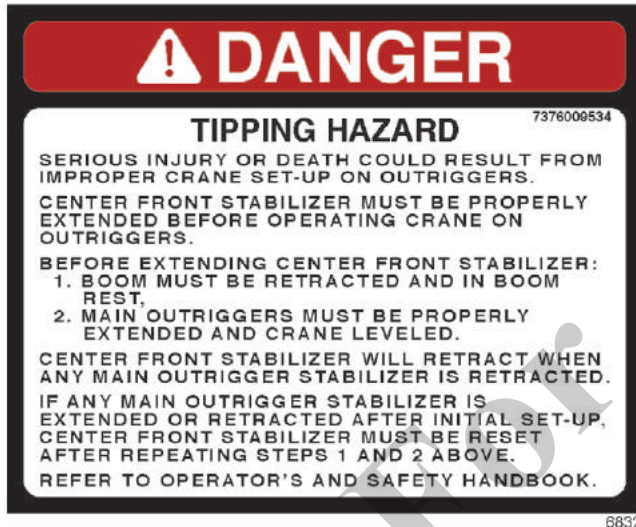 DANGER
7376009534
TIPPING HAZARD
SERIOUS INJURY OR DEATH COULD RESULT FROM
IMPROPER CRANE SET-UP ON OUTRIGGERS.
CENTER FRONT STABILIZER MUST BE PROPERLY
EXTENDED BEFORE OPERATING CRANE ON
OUTRIGGERS.
BEFORE EXTENDING CENTER FRONT STABILIZER:
1. BOOM MUST BE RETRACTED AND IN BOOM
REST,
2. MAIN OUTRIGGERS MUST BE PROPERLY
EXTENDED AND CRANE LEVELED.
CENTER FRONT STABILIZER WILL RETRACT WHEN
ANY MAIN OUTRIGGER STABILIZER IS RETRACTED.
IF ANY MAIN OUTRIGGER STABILIZER IS
EXTENDED OR RETRACTED AFTER INITIAL SET-UP,
CENTER FRONT STABILIZER MUST BE RESET
AFTER REPEATING STEPS 1 AND 2 ABOVE.
REFER TO OPERATOR'S AND SAFETY HANDBOOK.
For